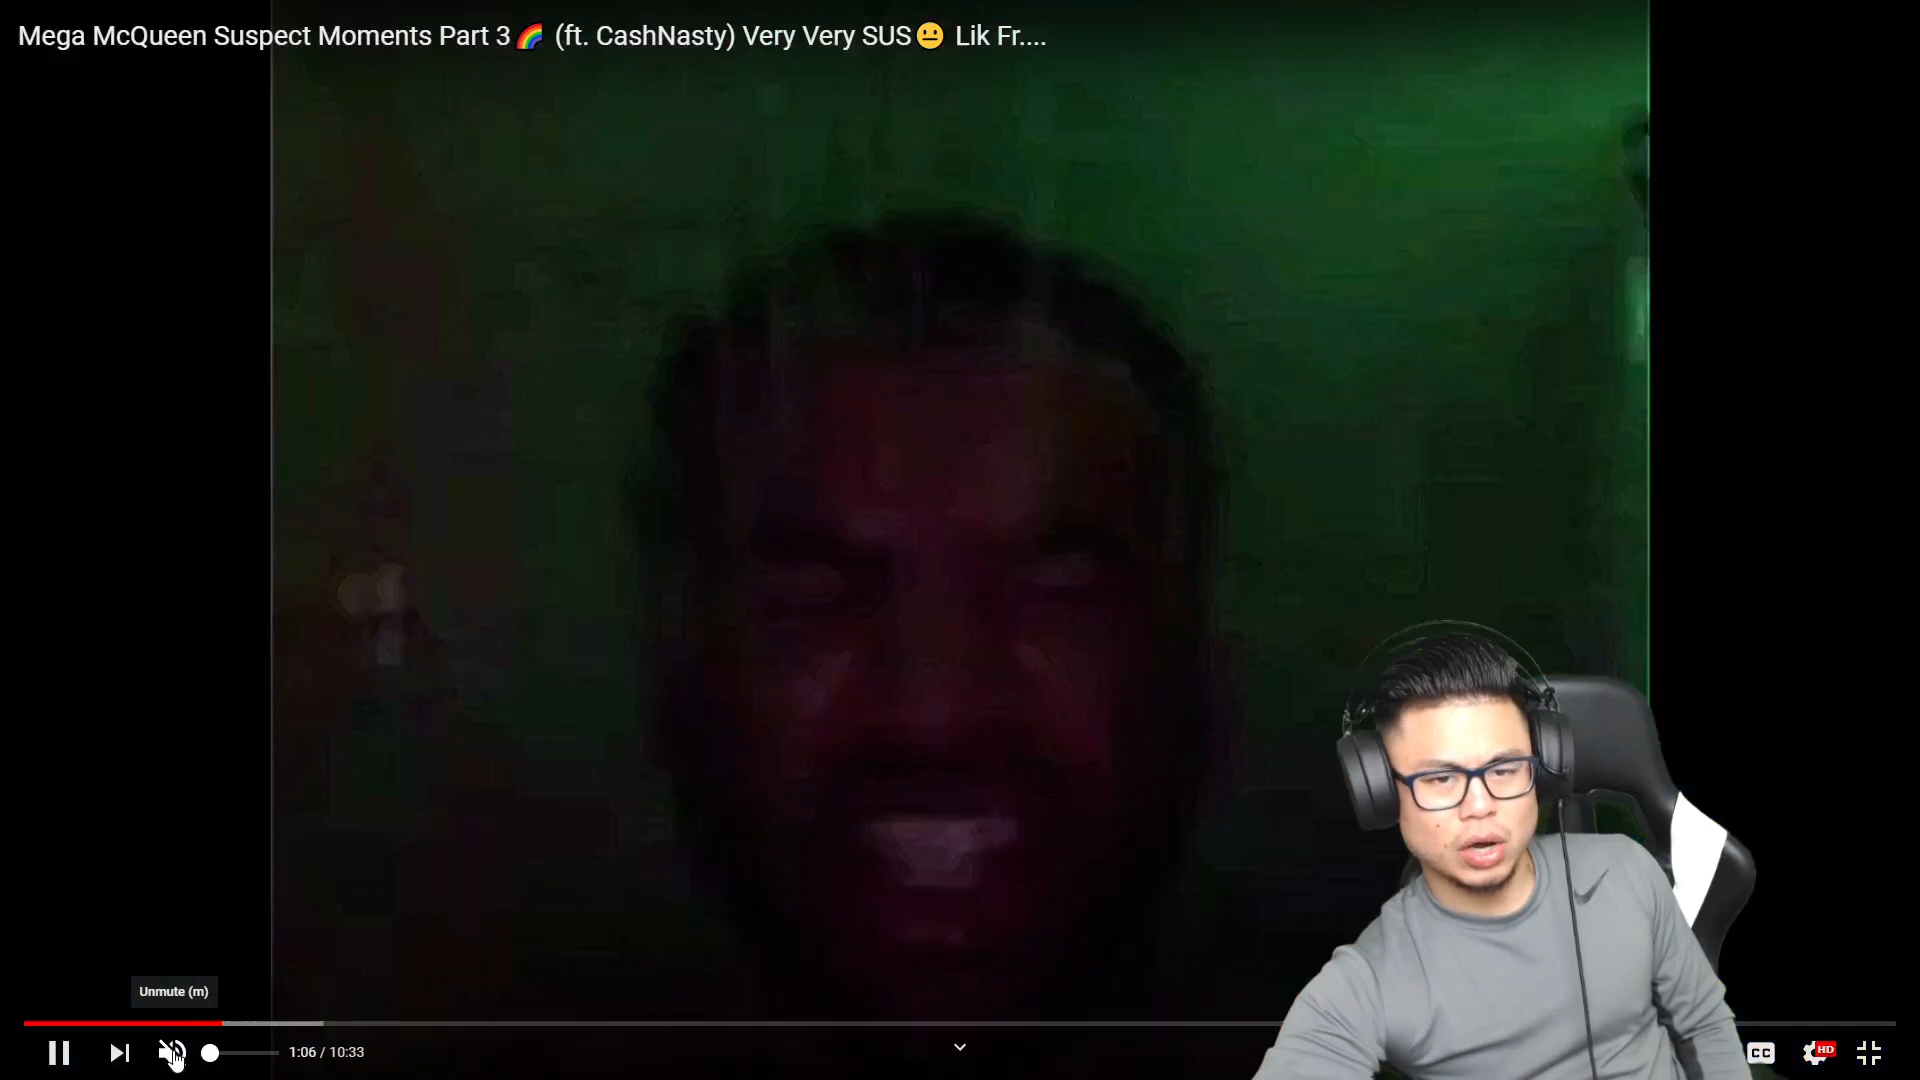 Mega McQueen Suspect Moments Part 3🌈 (ft. CashNasty) Very Very SUS😐 Lik Fr....
Unmute (m)
1:06 / 10:33
CC
HD